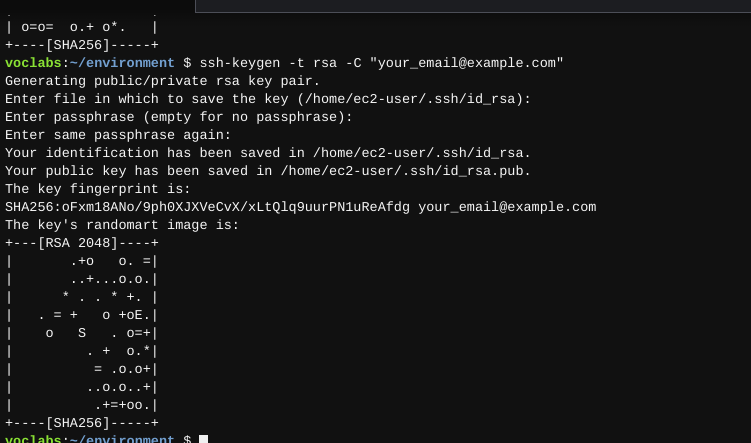 | o=o=  o.+ o*.   |
+----[SHA256]-----+
voclabs:~/environment $ ssh-keygen -t rsa -C "your_email@example.com"
Generating public/private rsa key pair.
Enter file in which to save the key (/home/ec2-user/.ssh/id_rsa):
Enter passphrase (empty for no passphrase):
Enter same passphrase again:
Your identification has been saved in /home/ec2-user/.ssh/id_rsa.
Your public key has been saved in /home/ec2-user/.ssh/id_rsa.pub.
The key fingerprint is:
SHA256:oFxm18ANo/9ph0XJXVeCvX/xLtQlq9uurPN1uReAfdg your_email@example.com
The key's randomart image is:
+---[RSA 2048]----+
|       .+o   o. =|
|       ..+...o.o.|
|      * . . * +. |
|   . = +   o +oE.|
|    o   S   . o=+|
|         . +  o.*|
|          = .o.o+|
|         ..o.o..+|
|          .+=+oo.|
+----[SHA256]-----+
voclabs:~/environment $